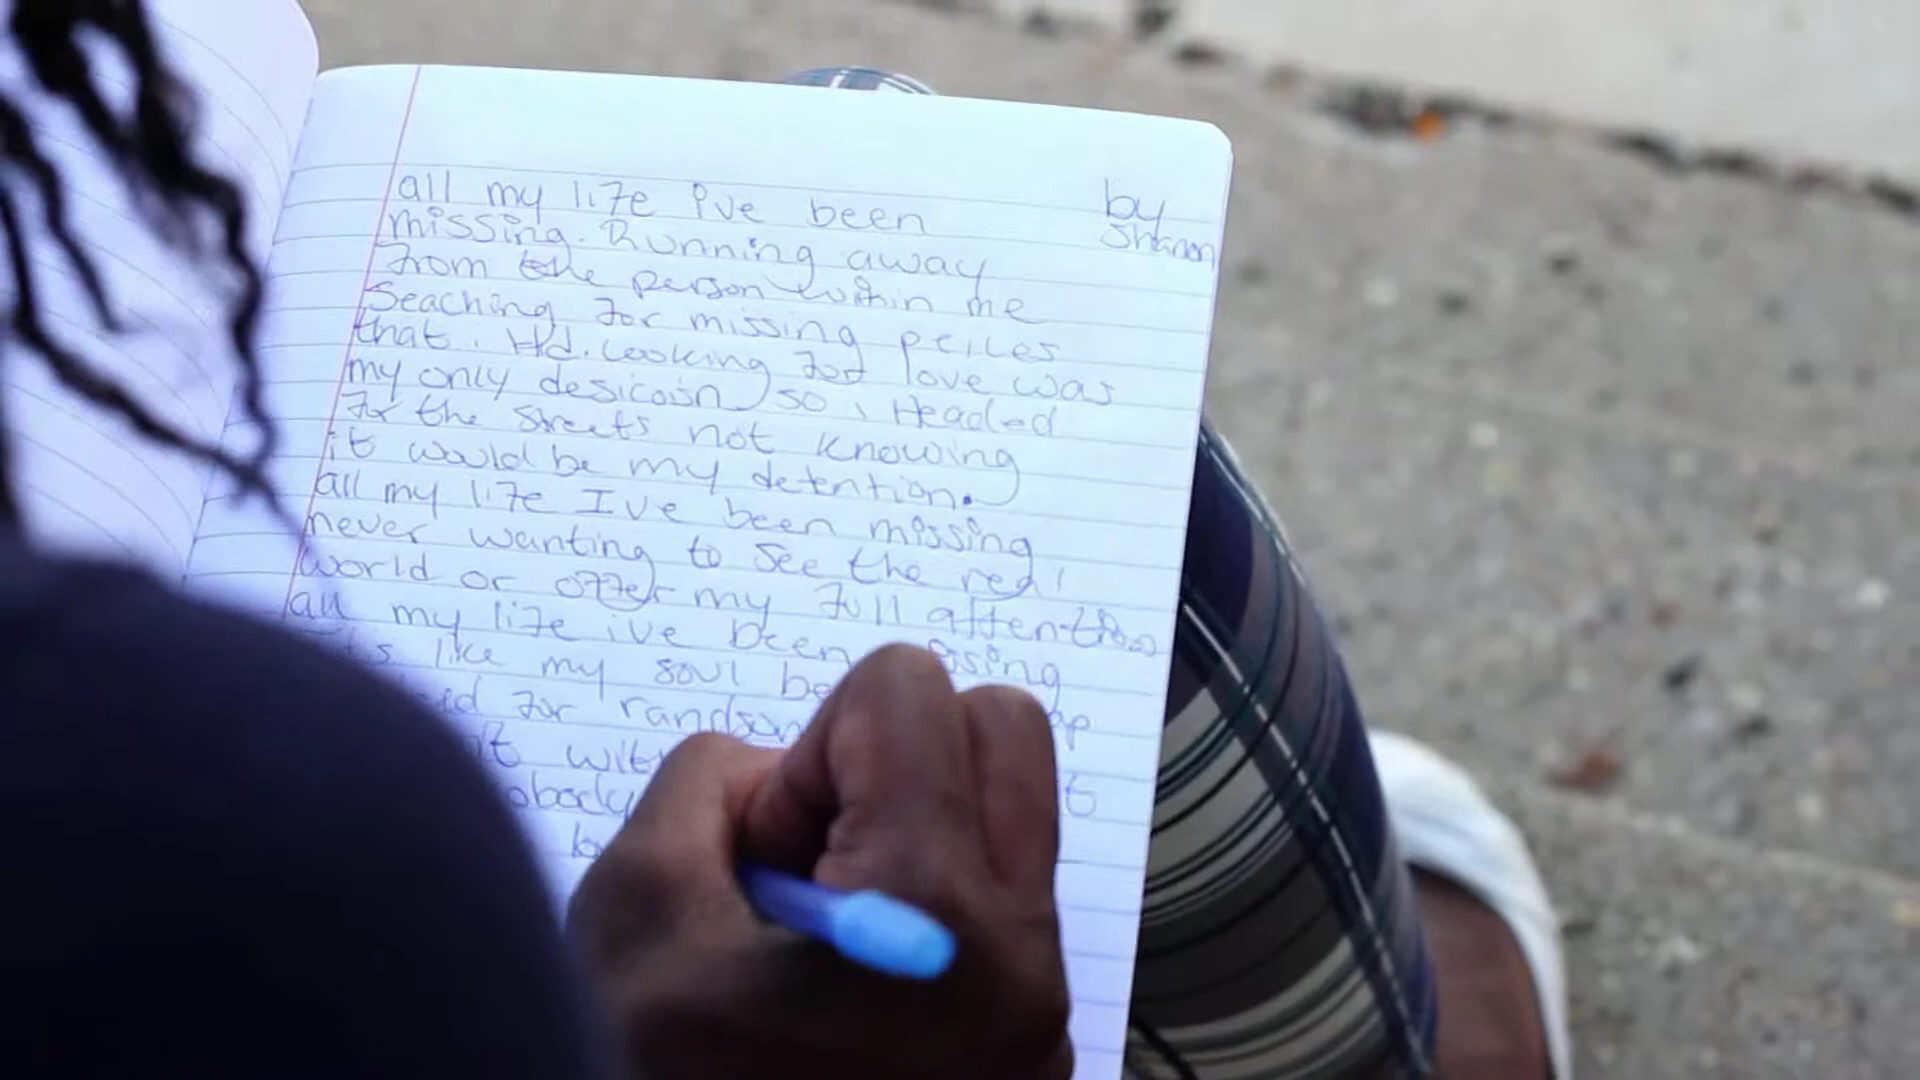 all my life ive been
by
missing. Running away
Shanon
from the person within me
Seaching for missing peices
that. Hd. Looking for love was
my only desicoin so i Headed
for the streets not knowing
it would be my detention.
all my life I've been missing
never wanting to see the real
world or offer my full attention
all my life ive been
like my soul
for randsom
with